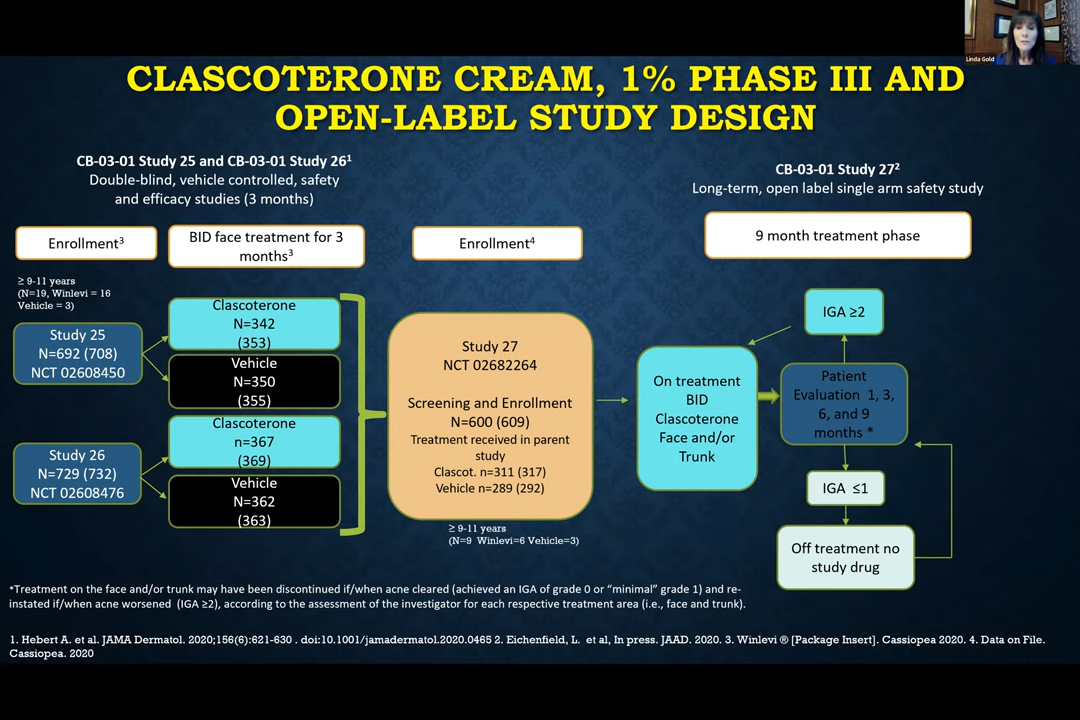 Linda Gold
CLASCOTERONE CREAM, 1% PHASE III AND
OPEN-LABEL STUDY DESIGN
CB-03-01 Study 25 and CB-03-01 Study 26¹
Double-blind, vehicle controlled, safety
and efficacy studies (3 months)
CB-03-01 Study 27²
Long-term, open label single arm safety study
Enrollment³
BID face treatment for 3
months³
Enrollment⁴
9 month treatment phase
≥ 9-11 years
(N=19, Winlevi = 16
Vehicle = 3)
Study 25
N=692 (708)
NCT 02608450
Clascoterone
N=342
(353)
Vehicle
N=350
(355)
Study 26
N=729 (732)
NCT 02608476
Clascoterone
n=367
(369)
Vehicle
N=362
(363)
Study 27
NCT 02682264
Screening and Enrollment
N=600 (609)
Treatment received in parent
study
Clascot. n=311 (317)
Vehicle n=289 (292)
≥ 9-11 years
(N=9 Winlevi=6 Vehicle=3)
On treatment
BID
Clascoterone
Face and/or
Trunk
IGA ≥2
Patient
Evaluation 1, 3,
6, and 9
months *
IGA ≤1
Off treatment no
study drug
*Treatment on the face and/or trunk may have been discontinued if/when acne cleared (achieved an IGA of grade 0 or “minimal” grade 1) and re-
instated if/when acne worsened (IGA ≥2), according to the assessment of the investigator for each respective treatment area (i.e., face and trunk).
1. Hebert A. et al. JAMA Dermatol. 2020;156(6):621-630 . doi:10.1001/jamadermatol.2020.0465 2. Eichenfield, L. et al, In press. JAAD. 2020. 3. Winlevi ® [Package Insert]. Cassiopea 2020. 4. Data on File.
Cassiopea. 2020